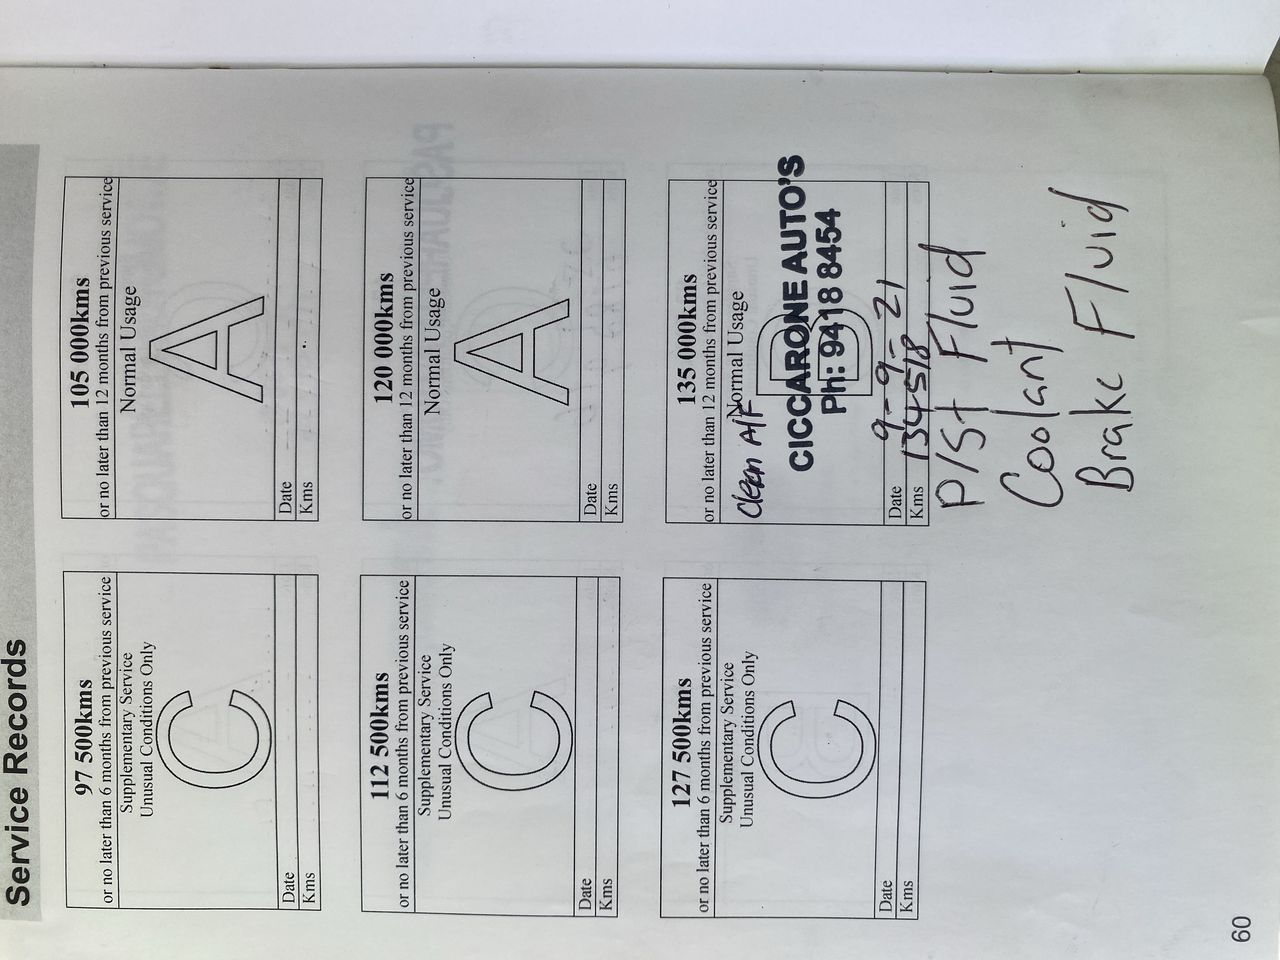 Service Records
97 500kms
or no later than 6 months from previous service
Supplementary Service
Unusual Conditions Only
C
Date
Kms
105 000kms
or no later than 12 months from previous service
Normal Usage
A
Date
Kms
112 500kms
or no later than 6 months from previous service
Supplementary Service
Unusual Conditions Only
C
Date
Kms
120 000kms
or no later than 12 months from previous service
Normal Usage
A
Date
Kms
127 500kms
or no later than 6 months from previous service
Supplementary Service
Unusual Conditions Only
C
Date
Kms
135 000kms
or no later than 12 months from previous service
Normal Usage
Clean A/F
CICCARONE AUTO'S
Ph: 9418 8454
Date 9-9-21
Kms 134518
P/St Fluid
Coolant
Brake Fluid
60